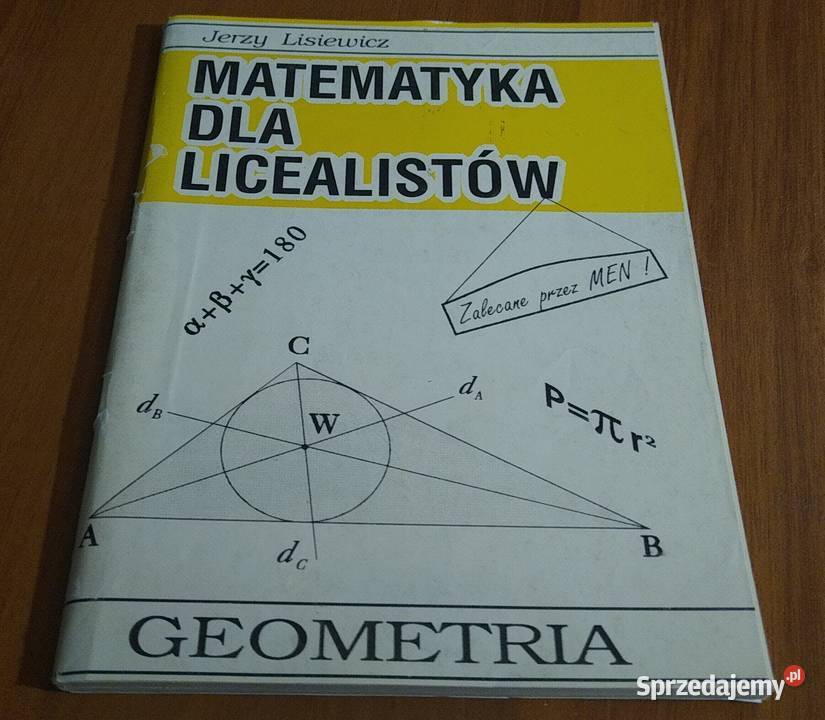 Jerzy Lisiewicz
MATEMATYKA
DLA
LICEALISTÓW
α+β+γ=180
Zalecane przez MEN !
C
d_B
d_A
W
P=πr²
A
d_C
B
GEOMETRIA
Sprzedajemy.pl